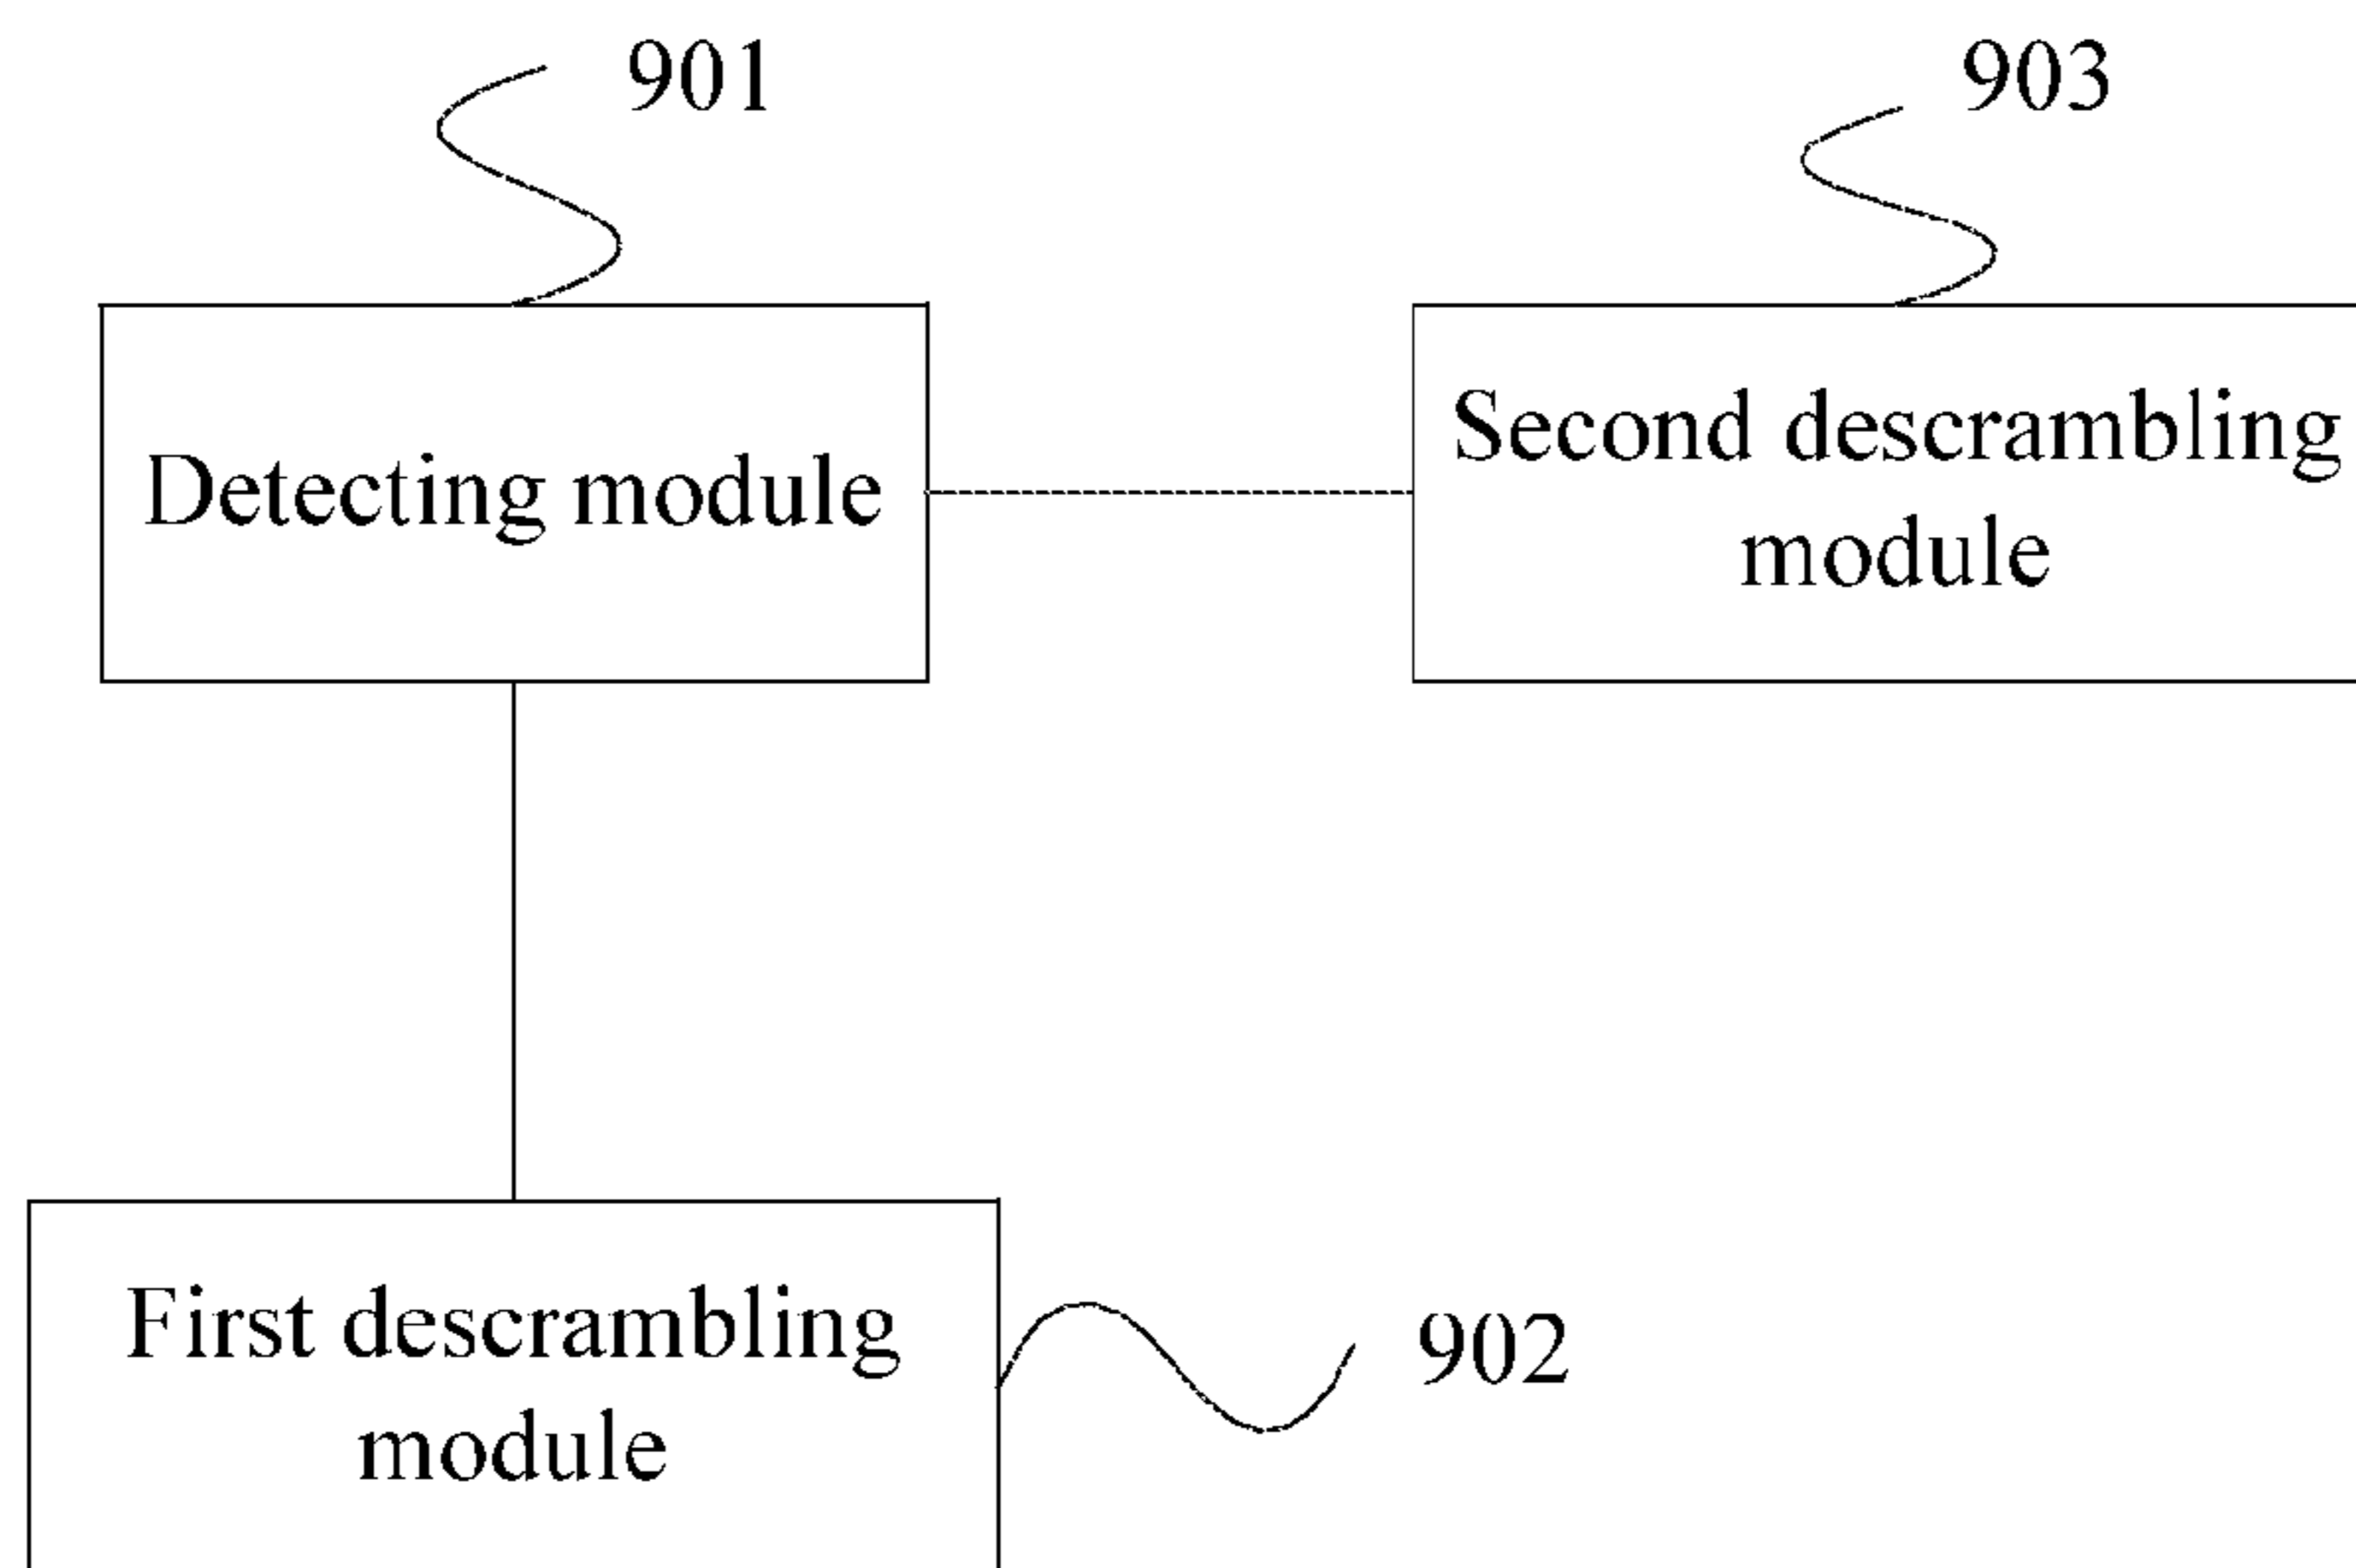 901
903
Detecting module
Second descrambling
module
First descrambling
module
902